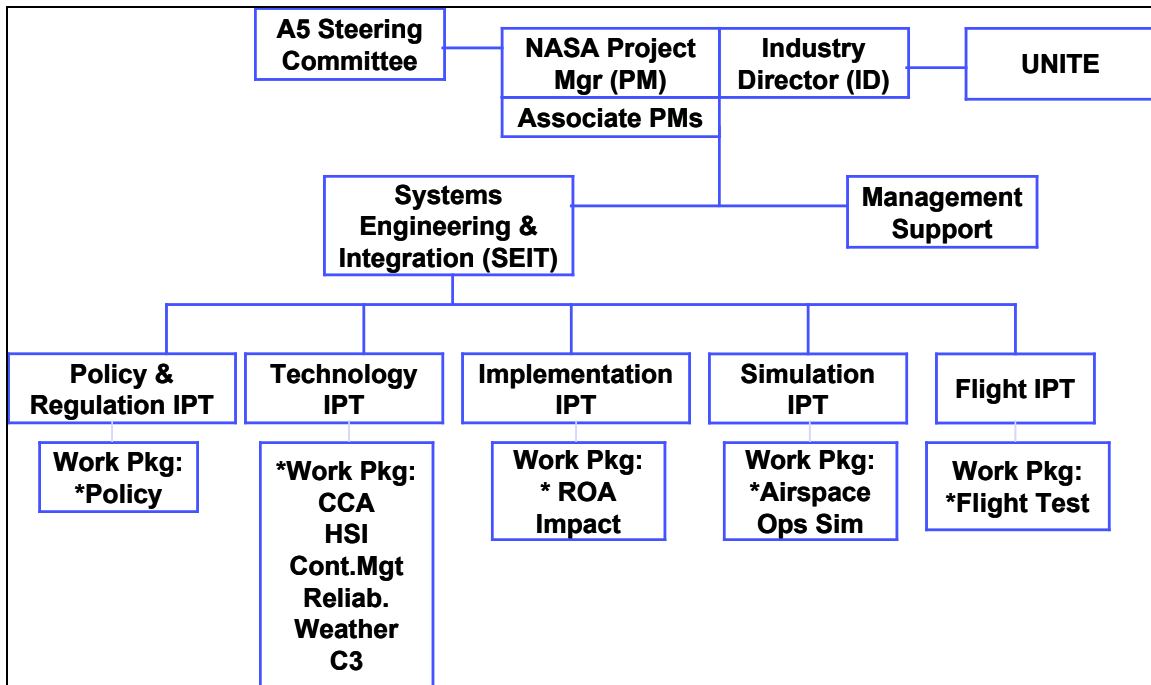 A5 Steering
Committee
NASA Project
Mgr (PM)
Industry
Director (ID)
UNITE
Associate PMs
Systems
Engineering &
Integration (SEIT)
Management
Support
Policy &
Regulation IPT
Technology
IPT
Implementation
IPT
Simulation
IPT
Flight IPT
Work Pkg:
*Policy
*Work Pkg:
CCA
HSI
Cont.Mgt
Reliab.
Weather
C3
Work Pkg:
* ROA
Impact
Work Pkg:
*Airspace
Ops Sim
Work Pkg:
*Flight Test